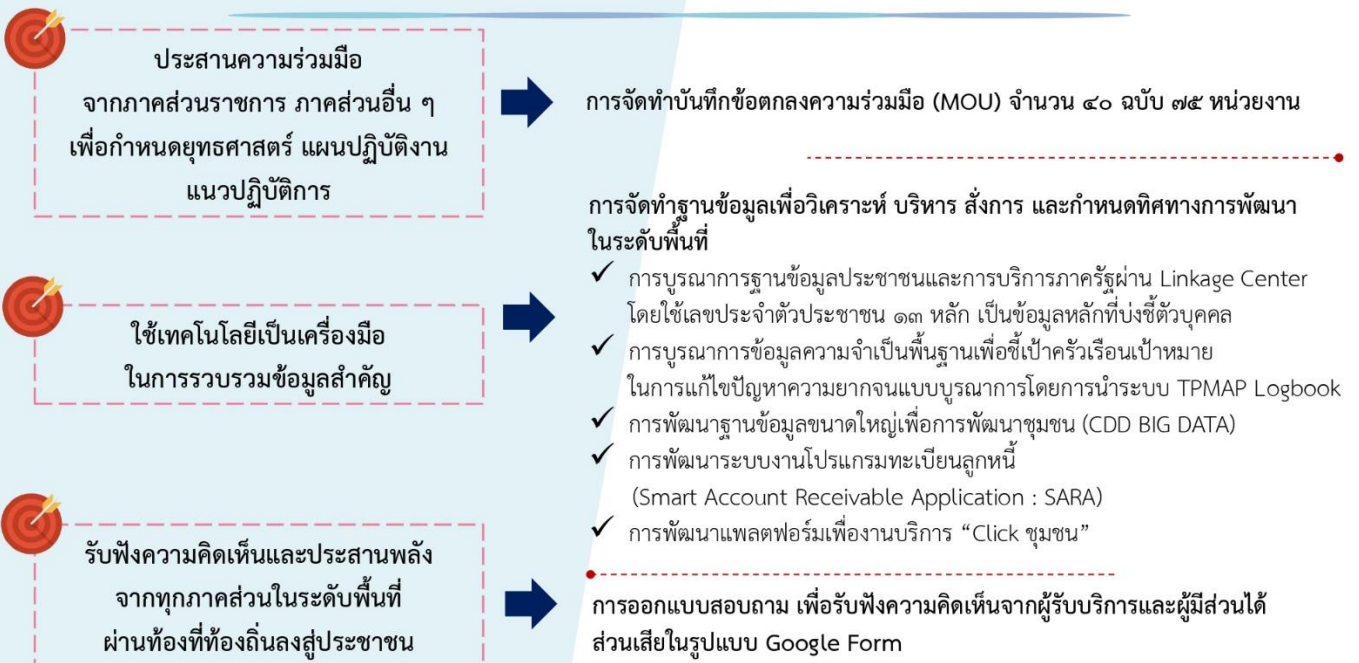 ประสานความร่วมมือ
จากภาคส่วนราชการ ภาคส่วนอื่น ๆ
เพื่อกำหนดยุทธศาสตร์ แผนปฏิบัติงาน
แนวปฏิบัติการ
การจัดทำบันทึกข้อตกลงความร่วมมือ (MOU) จำนวน ๔๐ ฉบับ ๗๕ หน่วยงาน
ใช้เทคโนโลยีเป็นเครื่องมือ
ในการรวบรวมข้อมูลสำคัญ
การจัดทำฐานข้อมูลเพื่อวิเคราะห์ บริหาร สั่งการ และกำหนดทิศทางการพัฒนา
ในระดับพื้นที่
✓ การบูรณาการฐานข้อมูลประชาชนและการบริการภาครัฐผ่าน Linkage Center
โดยใช้เลขประจำตัวประชาชน ๑๓ หลัก เป็นข้อมูลหลักที่บ่งชี้ตัวบุคคล
✓ การบูรณาการข้อมูลความจำเป็นพื้นฐานเพื่อชี้เป้าครัวเรือนเป้าหมาย
ในการแก้ไขปัญหาความยากจนแบบบูรณาการโดยการนำระบบ TPMAP Logbook
✓ การพัฒนาฐานข้อมูลขนาดใหญ่เพื่อการพัฒนาชุมชน (CDD BIG DATA)
✓ การพัฒนาระบบงานโปรแกรมทะเบียนลูกหนี้
(Smart Account Receivable Application : SARA)
✓ การพัฒนาแพลตฟอร์มเพื่องานบริการ “Click ชุมชน”
รับฟังความคิดเห็นและประสานพลัง
จากทุกภาคส่วนในระดับพื้นที่
ผ่านท้องที่ท้องถิ่นลงสู่ประชาชน
การออกแบบสอบถาม เพื่อรับฟังความคิดเห็นจากผู้รับบริการและผู้มีส่วนได้
ส่วนเสียในรูปแบบ Google Form